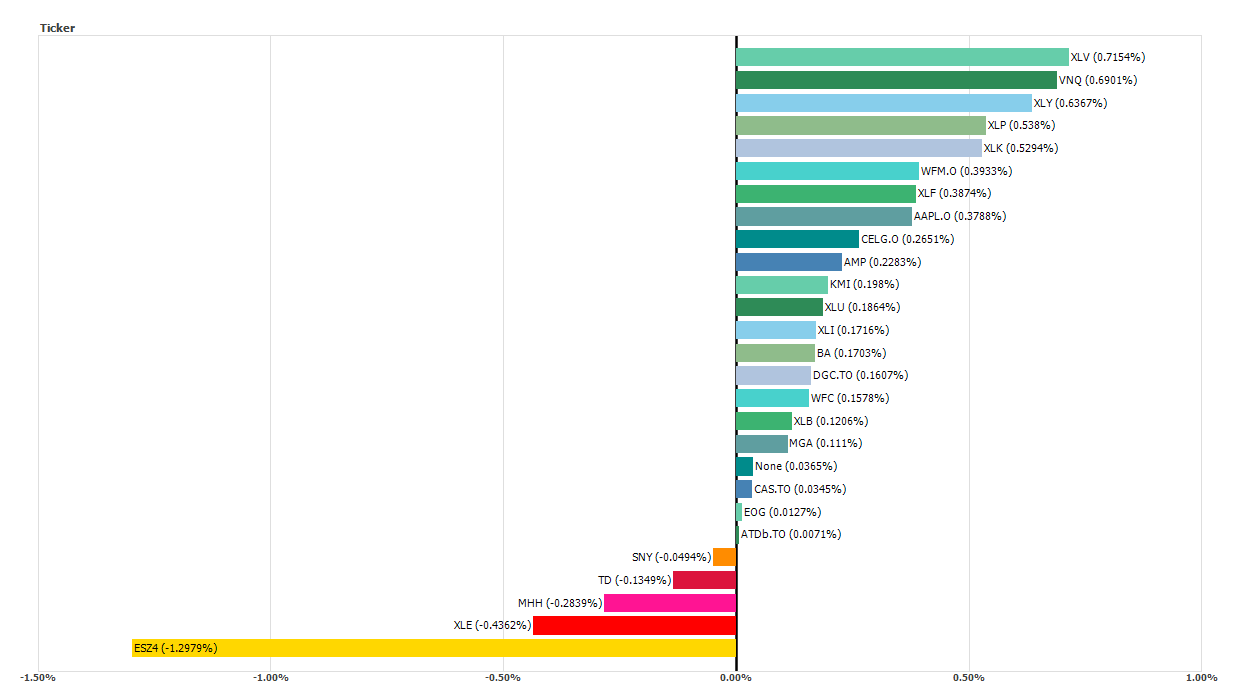 Ticker
XLV (0.7154%)
VNQ (0.6901%)
XLY (0.6367%)
XLP (0.538%)
XLK (0.5294%)
WFM.O (0.3933%)
XLF (0.3874%)
AAPL.O (0.3788%)
CELG.O (0.2651%)
AMP (0.2283%)
KMI (0.198%)
XLU (0.1864%)
XLI (0.1716%)
BA (0.1703%)
DGC.TO (0.1607%)
WFC (0.1578%)
XLB (0.1206%)
MGA (0.111%)
None (0.0365%)
CAS.TO (0.0345%)
EOG (0.0127%)
ATDb.TO (0.0071%)
SNY (-0.0494%)
TD (-0.1349%)
MHH (-0.2839%)
XLE (-0.4362%)
ESZ4 (-1.2979%)
-1.50% -1.00% -0.50% 0.00% 0.50% 1.00%